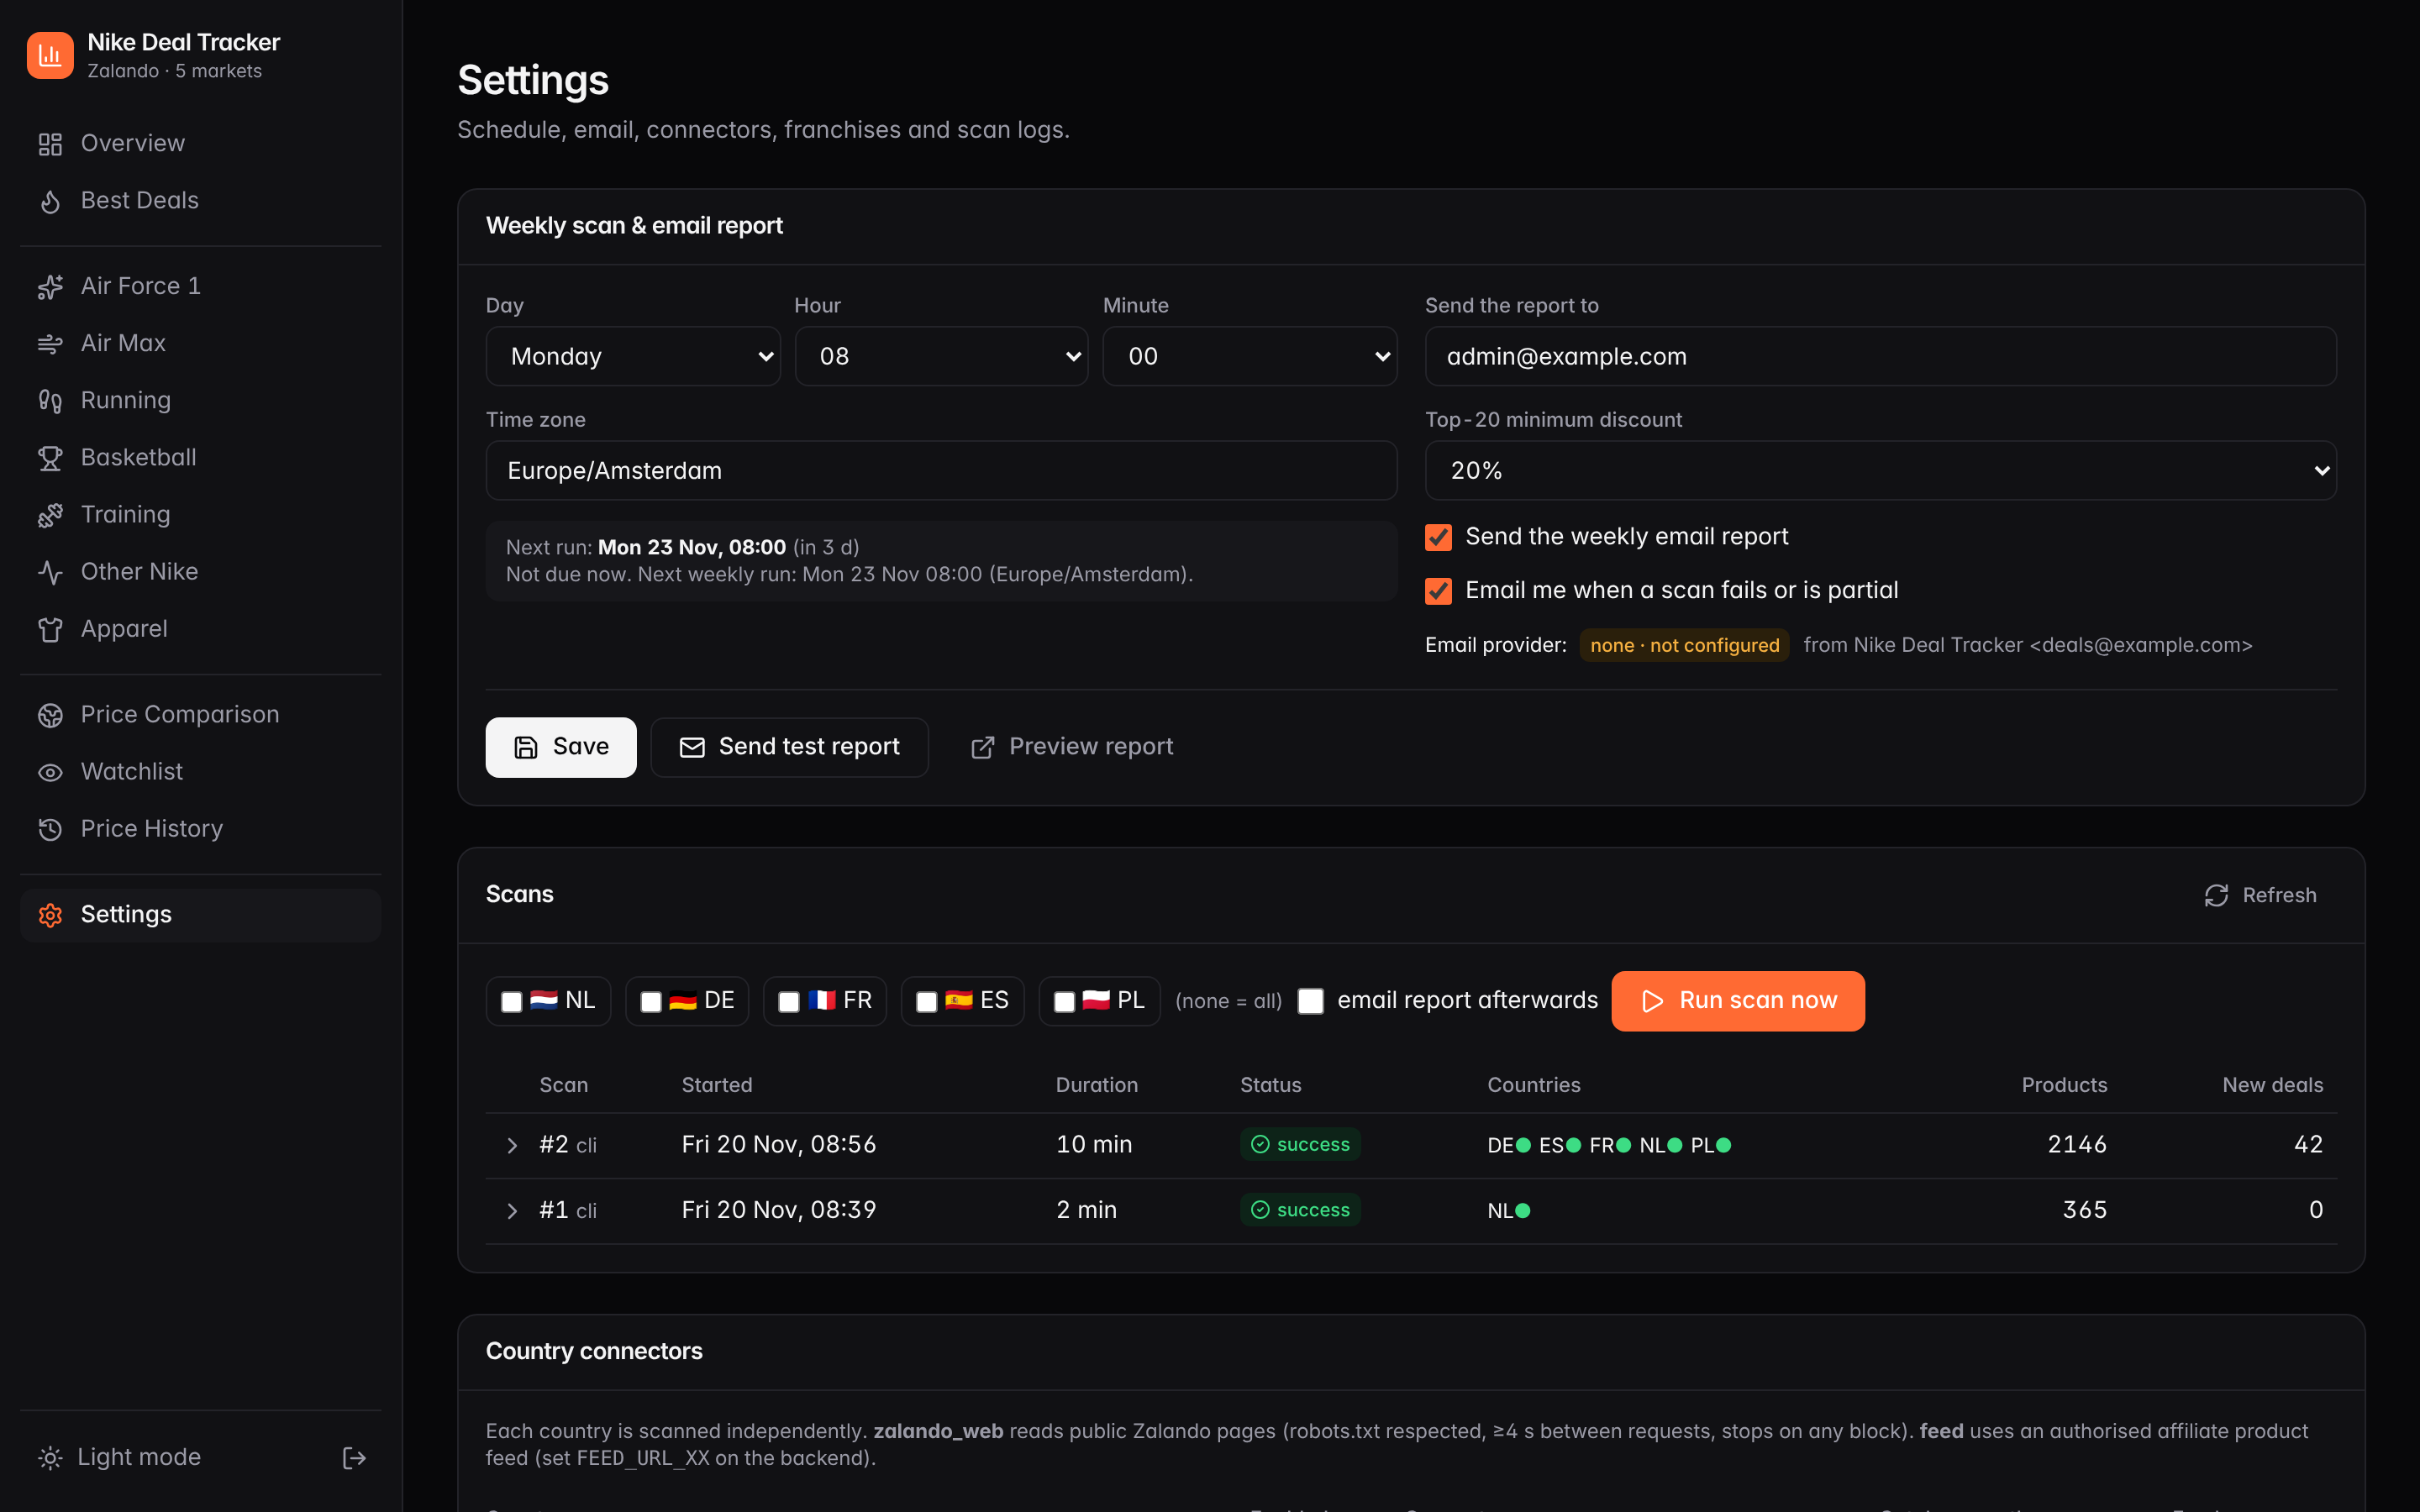 Nike Deal Tracker
Zalando · 5 markets
Overview
Best Deals
Air Force 1
Air Max
Running
Basketball
Training
Other Nike
Apparel
Price Comparison
Watchlist
Price History
Settings
Light mode
Settings
Schedule, email, connectors, franchises and scan logs.
Weekly scan & email report
Day Hour Minute Send the report to
Monday 08 00 admin@example.com
Time zone Top-20 minimum discount
Europe/Amsterdam 20%
Next run: Mon 23 Nov, 08:00 (in 3 d)
Not due now. Next weekly run: Mon 23 Nov 08:00 (Europe/Amsterdam).
Send the weekly email report
Email me when a scan fails or is partial
Email provider: none · not configured from Nike Deal Tracker <deals@example.com>
Save Send test report Preview report
Scans Refresh
NL DE FR ES PL (none = all) email report afterwards Run scan now
Scan Started Duration Status Countries Products New deals
#2 cli Fri 20 Nov, 08:56 10 min success DE ES FR NL PL 2146 42
#1 cli Fri 20 Nov, 08:39 2 min success NL 365 0
Country connectors
Each country is scanned independently. zalando_web reads public Zalando pages (robots.txt respected, ≥4 s between requests, stops on any block). feed uses an authorised affiliate product
feed (set FEED_URL_XX on the backend).